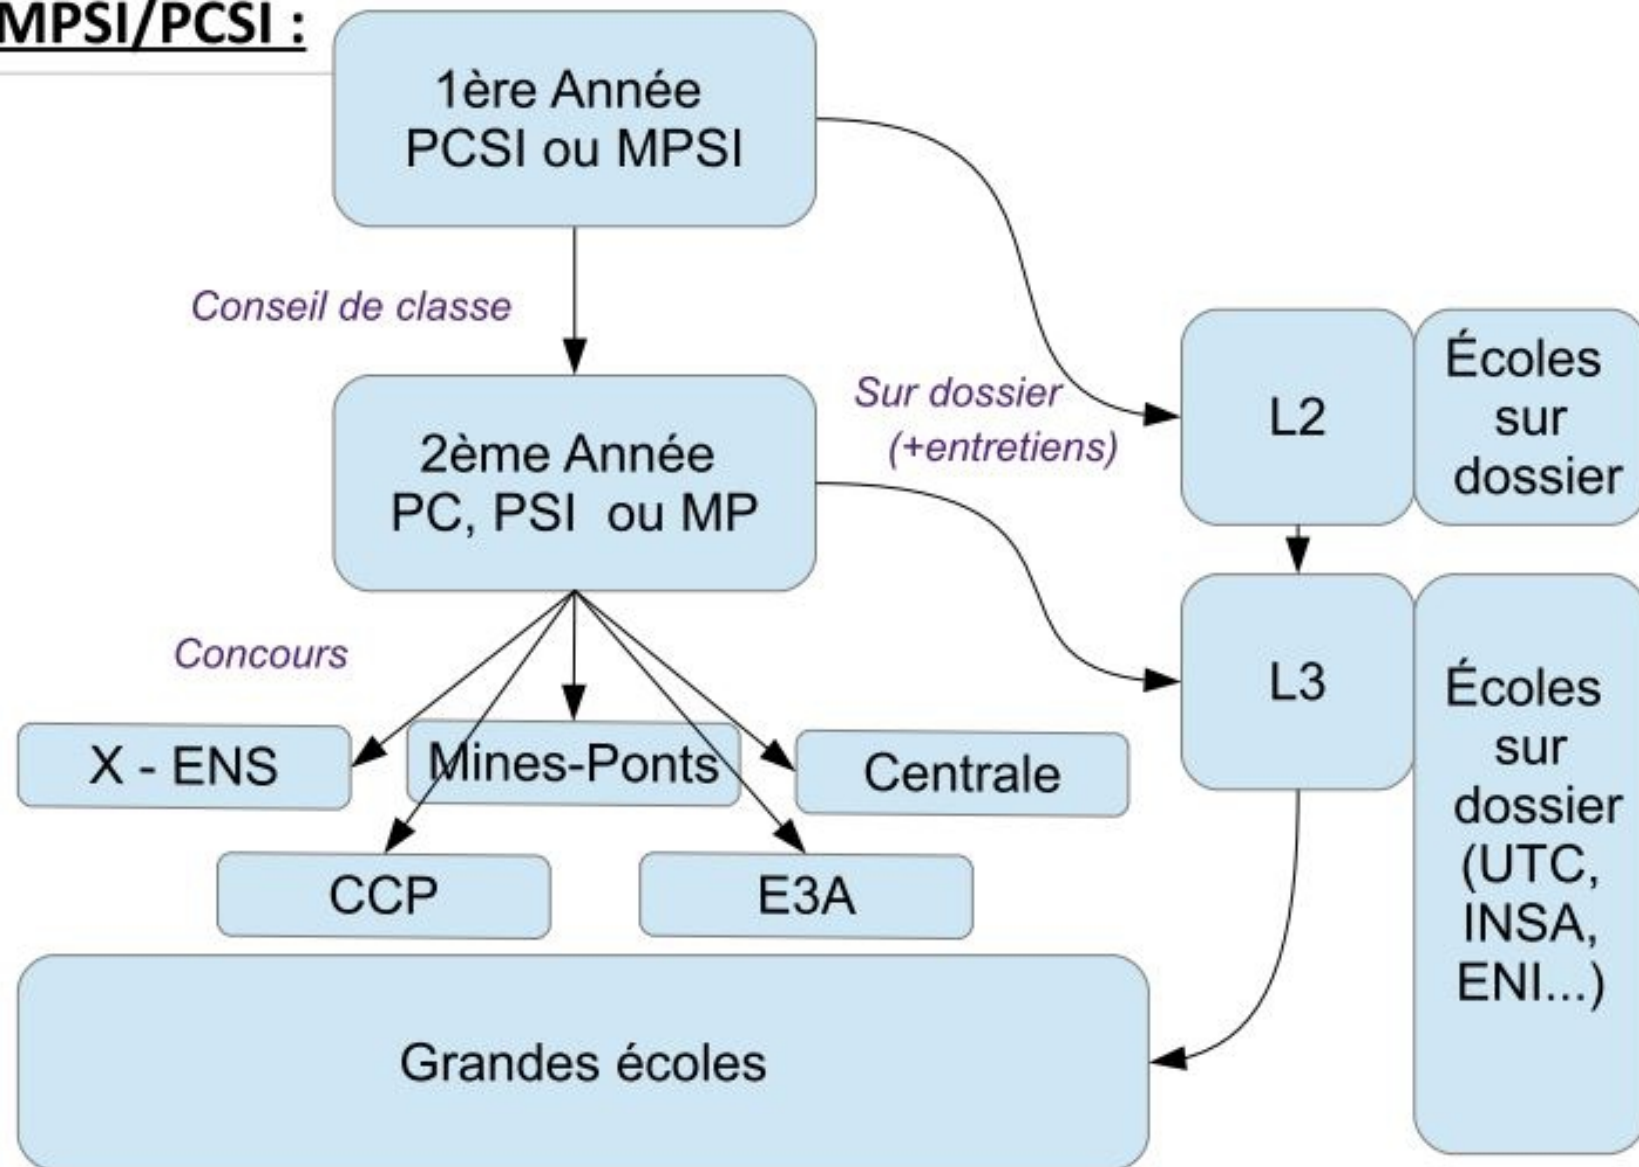 MPSI/PCSI :
1ère Année
PCSI ou MPSI
Conseil de classe
Sur dossier
(+entretiens)
2ème Année
PC, PSI ou MP
L2
Écoles
sur
dossier
Concours
X - ENS
Mines-Ponts
Centrale
CCP
E3A
L3
Écoles
sur
dossier
(UTC,
INSA,
ENI...)
Grandes écoles